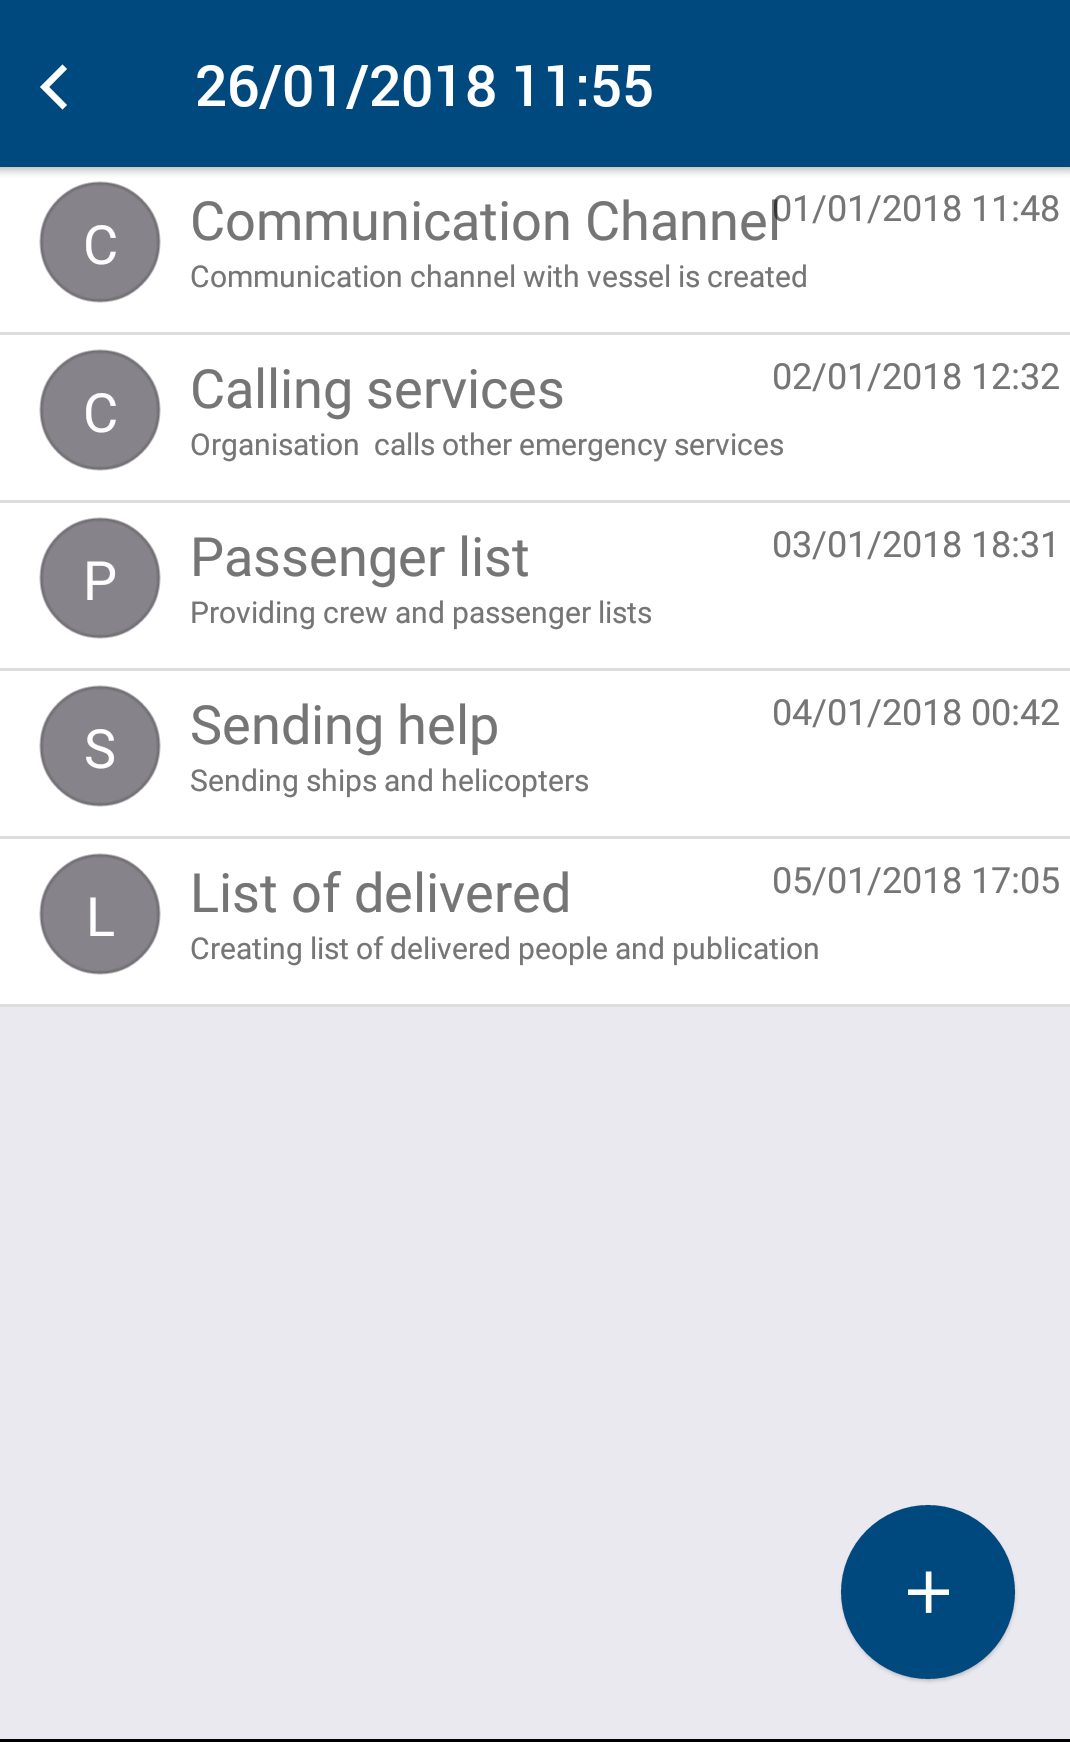 26/01/2018 11:55
C
Communication Channel
01/01/2018 11:48
Communication channel with vessel is created
C
Calling services
02/01/2018 12:32
Organisation  calls other emergency services
P
Passenger list
03/01/2018 18:31
Providing crew and passenger lists
S
Sending help
04/01/2018 00:42
Sending ships and helicopters
L
List of delivered
05/01/2018 17:05
Creating list of delivered people and publication
+